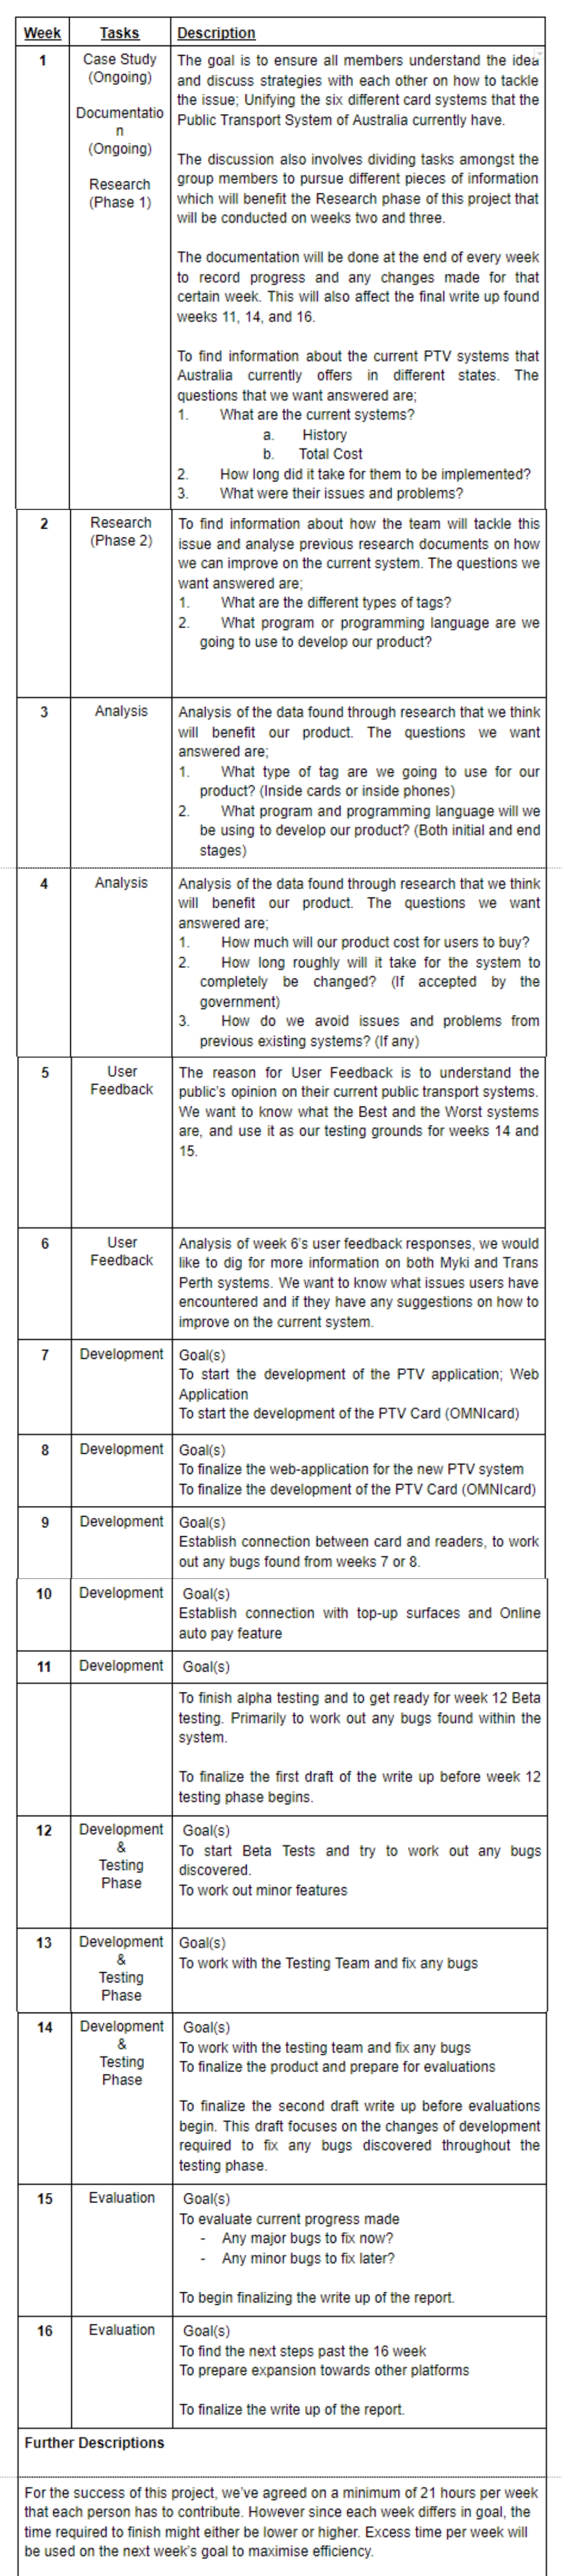 Week Tasks Description
1
Case Study
(Ongoing)
Documentatio
n
(Ongoing)
Research
(Phase 1)
The goal is to ensure all members understand the idea
and discuss strategies with each other on how to tackle
the issue; Unifying the six different card systems that the
Public Transport System of Australia currently have.
The discussion also involves dividing tasks amongst the
group members to pursue different pieces of information
which will benefit the Research phase of this project that
will be conducted on weeks two and three.
The documentation will be done at the end of every week
to record progress and any changes made for that
certain week. This will also affect the final write up found
weeks 11, 14, and 16.
To find information about the current PTV systems that
Australia currently offers in different states. The
questions that we want answered are;
1. What are the current systems?
a. History
b. Total Cost
2. How long did it take for them to be implemented?
3. What were their issues and problems?
2
Research
(Phase 2)
To find information about how the team will tackle this
issue and analyse previous research documents on how
we can improve on the current system. The questions we
want answered are;
1. What are the different types of tags?
2. What program or programming language are we
going to use to develop our product?
3
Analysis
Analysis of the data found through research that we think
will benefit our product. The questions we want
answered are;
1. What type of tag are we going to use for our
product? (Inside cards or inside phones)
2. What program and programming language will we
be using to develop our product? (Both initial and end
stages)
4
Analysis
Analysis of the data found through research that we think
will benefit our product. The questions we want
answered are;
1. How much will our product cost for users to buy?
2. How long roughly will it take for the system to
completely be changed? (If accepted by the
government)
3. How do we avoid issues and problems from
previous existing systems? (If any)
5
User
Feedback
The reason for User Feedback is to understand the
public's opinion on their current public transport systems.
We want to know what the Best and the Worst systems
are, and use it as our testing grounds for weeks 14 and
15.
6
User
Feedback
Analysis of week 6's user feedback responses, we would
like to dig for more information on both Myki and Trans
Perth systems. We want to know what issues users have
encountered and if they have any suggestions on how to
improve on the current system.
7
Development
Goal(s)
To start the development of the PTV application; Web
Application
To start the development of the PTV Card (OMNIcard)
8
Development
Goal(s)
To finalize the web-application for the new PTV system
To finalize the development of the PTV Card (OMNIcard)
9
Development
Goal(s)
Establish connection between card and readers, to work
out any bugs found from weeks 7 or 8.
10
Development
Goal(s)
Establish connection with top-up surfaces and Online
auto pay feature
11
Development
Goal(s)
To finish alpha testing and to get ready for week 12 Beta
testing. Primarily to work out any bugs found within the
system.
To finalize the first draft of the write up before week 12
testing phase begins.
12
Development
&
Testing
Phase
Goal(s)
To start Beta Tests and try to work out any bugs
discovered.
To work out minor features
13
Development
&
Testing
Phase
Goal(s)
To work with the Testing Team and fix any bugs
14
Development
&
Testing
Phase
Goal(s)
To work with the testing team and fix any bugs
To finalize the product and prepare for evaluations
To finalize the second draft write up before evaluations
begin. This draft focuses on the changes of development
required to fix any bugs discovered throughout the
testing phase.
15
Evaluation
Goal(s)
To evaluate current progress made
- Any major bugs to fix now?
- Any minor bugs to fix later?
To begin finalizing the write up of the report.
16
Evaluation
Goal(s)
To find the next steps past the 16 week
To prepare expansion towards other platforms
To finalize the write up of the report.
Further Descriptions
For the success of this project, we've agreed on a minimum of 21 hours per week
that each person has to contribute. However since each week differs in goal, the
time required to finish might either be lower or higher. Excess time per week will
be used on the next week's goal to maximise efficiency.